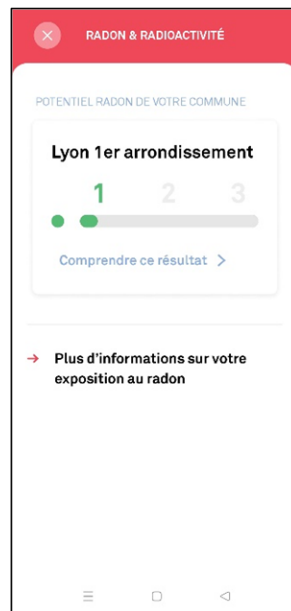 RADON & RADIOACTIVITÉ
POTENTIEL RADON DE VOTRE COMMUNE
Lyon 1er arrondissement
1 2 3
Comprendre ce résultat >
Plus d'informations sur votre
exposition au radon